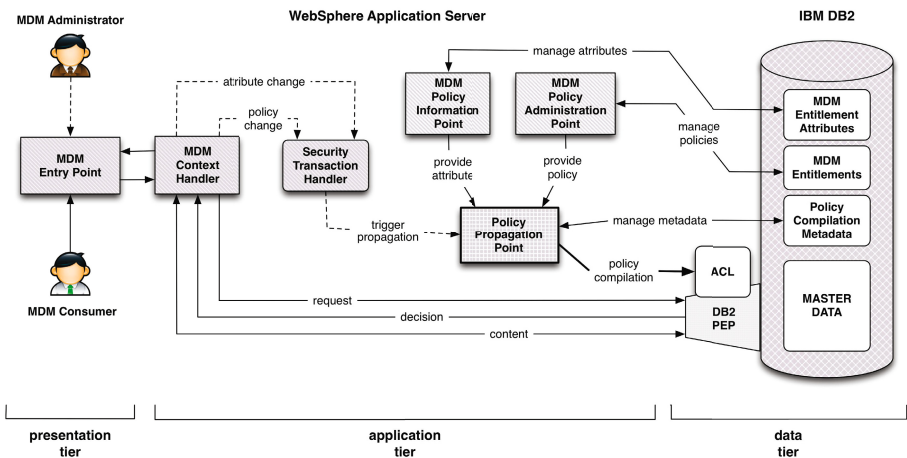 WebSphere Application Server
IBM DB2
MDM Administrator
manage atrributes
atrribute change
MDM
Policy
Information
Point
MDM
Policy
Administration
Point
MDM
Entitlement
Attributes
policy
change
manage
policies
MDM
Entry Point
MDM
Context
Handler
Security
Transaction
Handler
provide
attribute
provide
policy
MDM
Entitlements
Policy
Compilation
Metadata
trigger
propagation
Policy
Propagation
Point
manage metadata
policy
compilation
ACL
MDM Consumer
request
decision
content
DB2
PEP
MASTER
DATA
presentation
tier
application
tier
data
tier